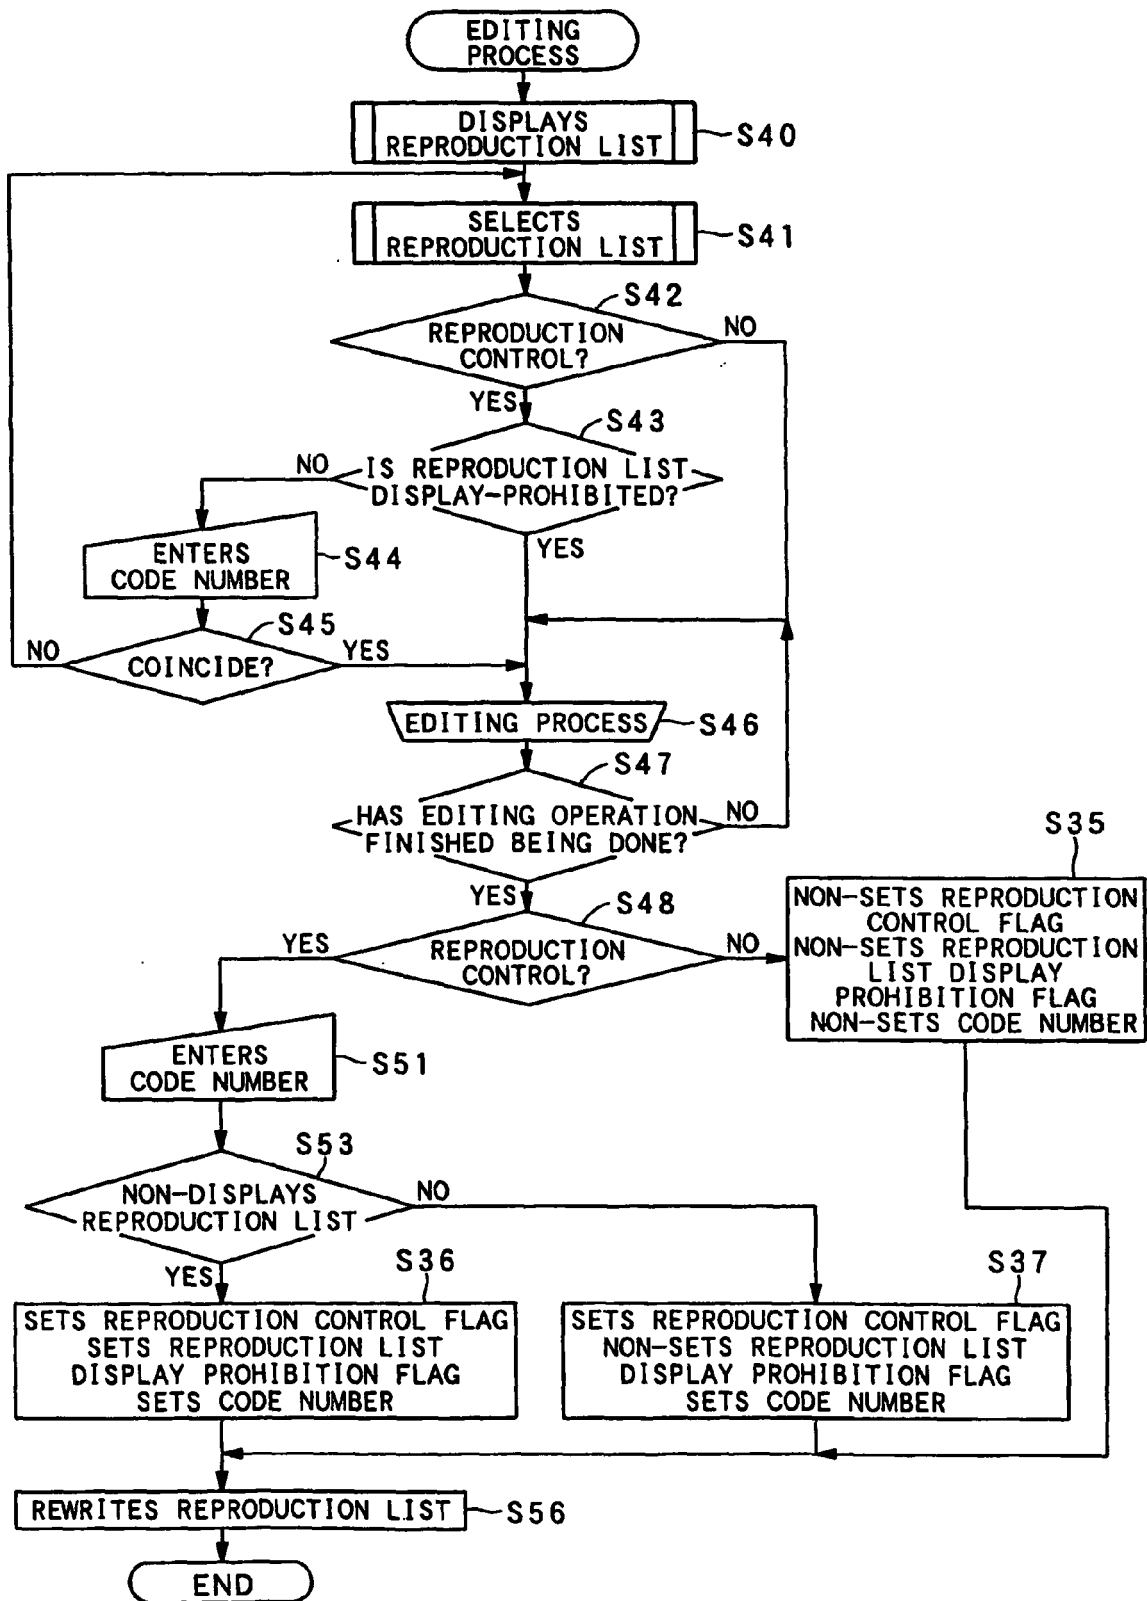 EDITING
PROCESS
DISPLAYS
REPRODUCTION LIST
S40
SELECTS
REPRODUCTION LIST
S41
S42
REPRODUCTION
CONTROL?
NO
YES
S43
NO
IS REPRODUCTION LIST
DISPLAY-PROHIBITED?
YES
ENTERS
CODE NUMBER
S44
S45
NO
COINCIDE?
YES
EDITING PROCESS
S46
S47
HAS EDITING OPERATION
FINISHED BEING DONE?
NO
YES
S48
YES
REPRODUCTION
CONTROL?
NO
S35
NON-SETS REPRODUCTION
CONTROL FLAG
NON-SETS REPRODUCTION
LIST DISPLAY
PROHIBITION FLAG
NON-SETS CODE NUMBER
ENTERS
CODE NUMBER
S51
S53
NON-DISPLAYS
REPRODUCTION LIST
NO
YES
S36
SETS REPRODUCTION CONTROL FLAG
SETS REPRODUCTION LIST
DISPLAY PROHIBITION FLAG
SETS CODE NUMBER
S37
SETS REPRODUCTION CONTROL FLAG
NON-SETS REPRODUCTION LIST
DISPLAY PROHIBITION FLAG
SETS CODE NUMBER
REWRITES REPRODUCTION LIST
S56
END